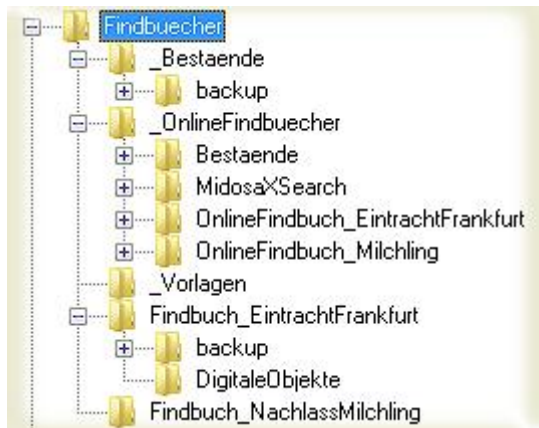 Findbuecher
_Bestaende
backup
_OnlineFindbuecher
Bestaende
MidosaXSearch
OnlineFindbuch_EintrachtFrankfurt
OnlineFindbuch_Milchling
_Vorlagen
Findbuch_EintrachtFrankfurt
backup
DigitaleObjekte
Findbuch_NachlassMilchling